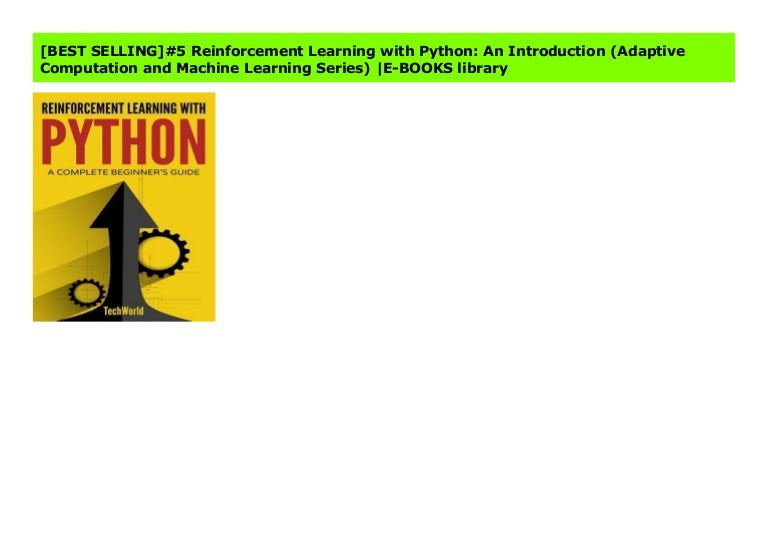 [BEST SELLING]#5 Reinforcement Learning with Python: An Introduction (Adaptive
Computation and Machine Learning Series) |E-BOOKS library
REINFORCEMENT LEARNING WITH
PYTHON
A COMPLETE BEGINNER'S GUIDE
TechWorld